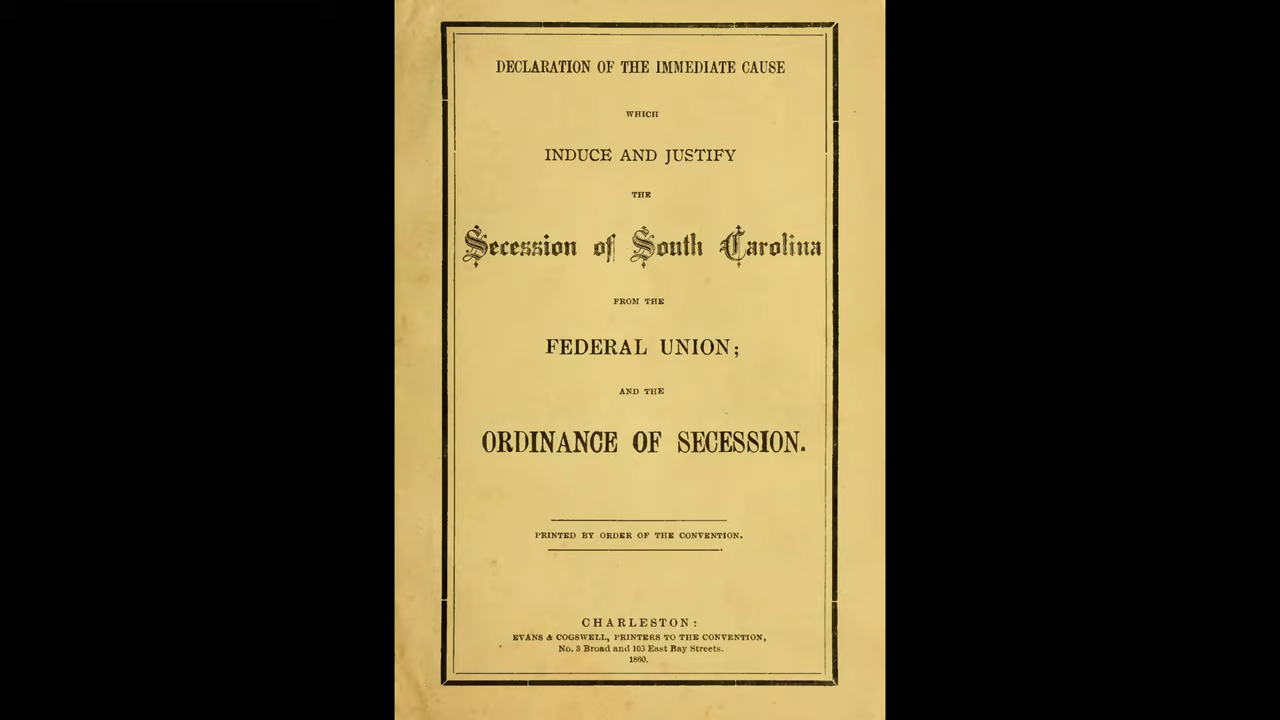 DECLARATION OF THE IMMEDIATE CAUSE
WHICH
INDUCE AND JUSTIFY
THE
Secession of South Carolina
FROM THE
FEDERAL UNION;
AND THE
ORDINANCE OF SECESSION.
PRINTED BY ORDER OF THE CONVENTION.
CHARLESTON:
EVANS & COGSWELL, PRINTERS TO THE CONVENTION,
No. 3 Broad and 103 East Bay Streets.
1860.